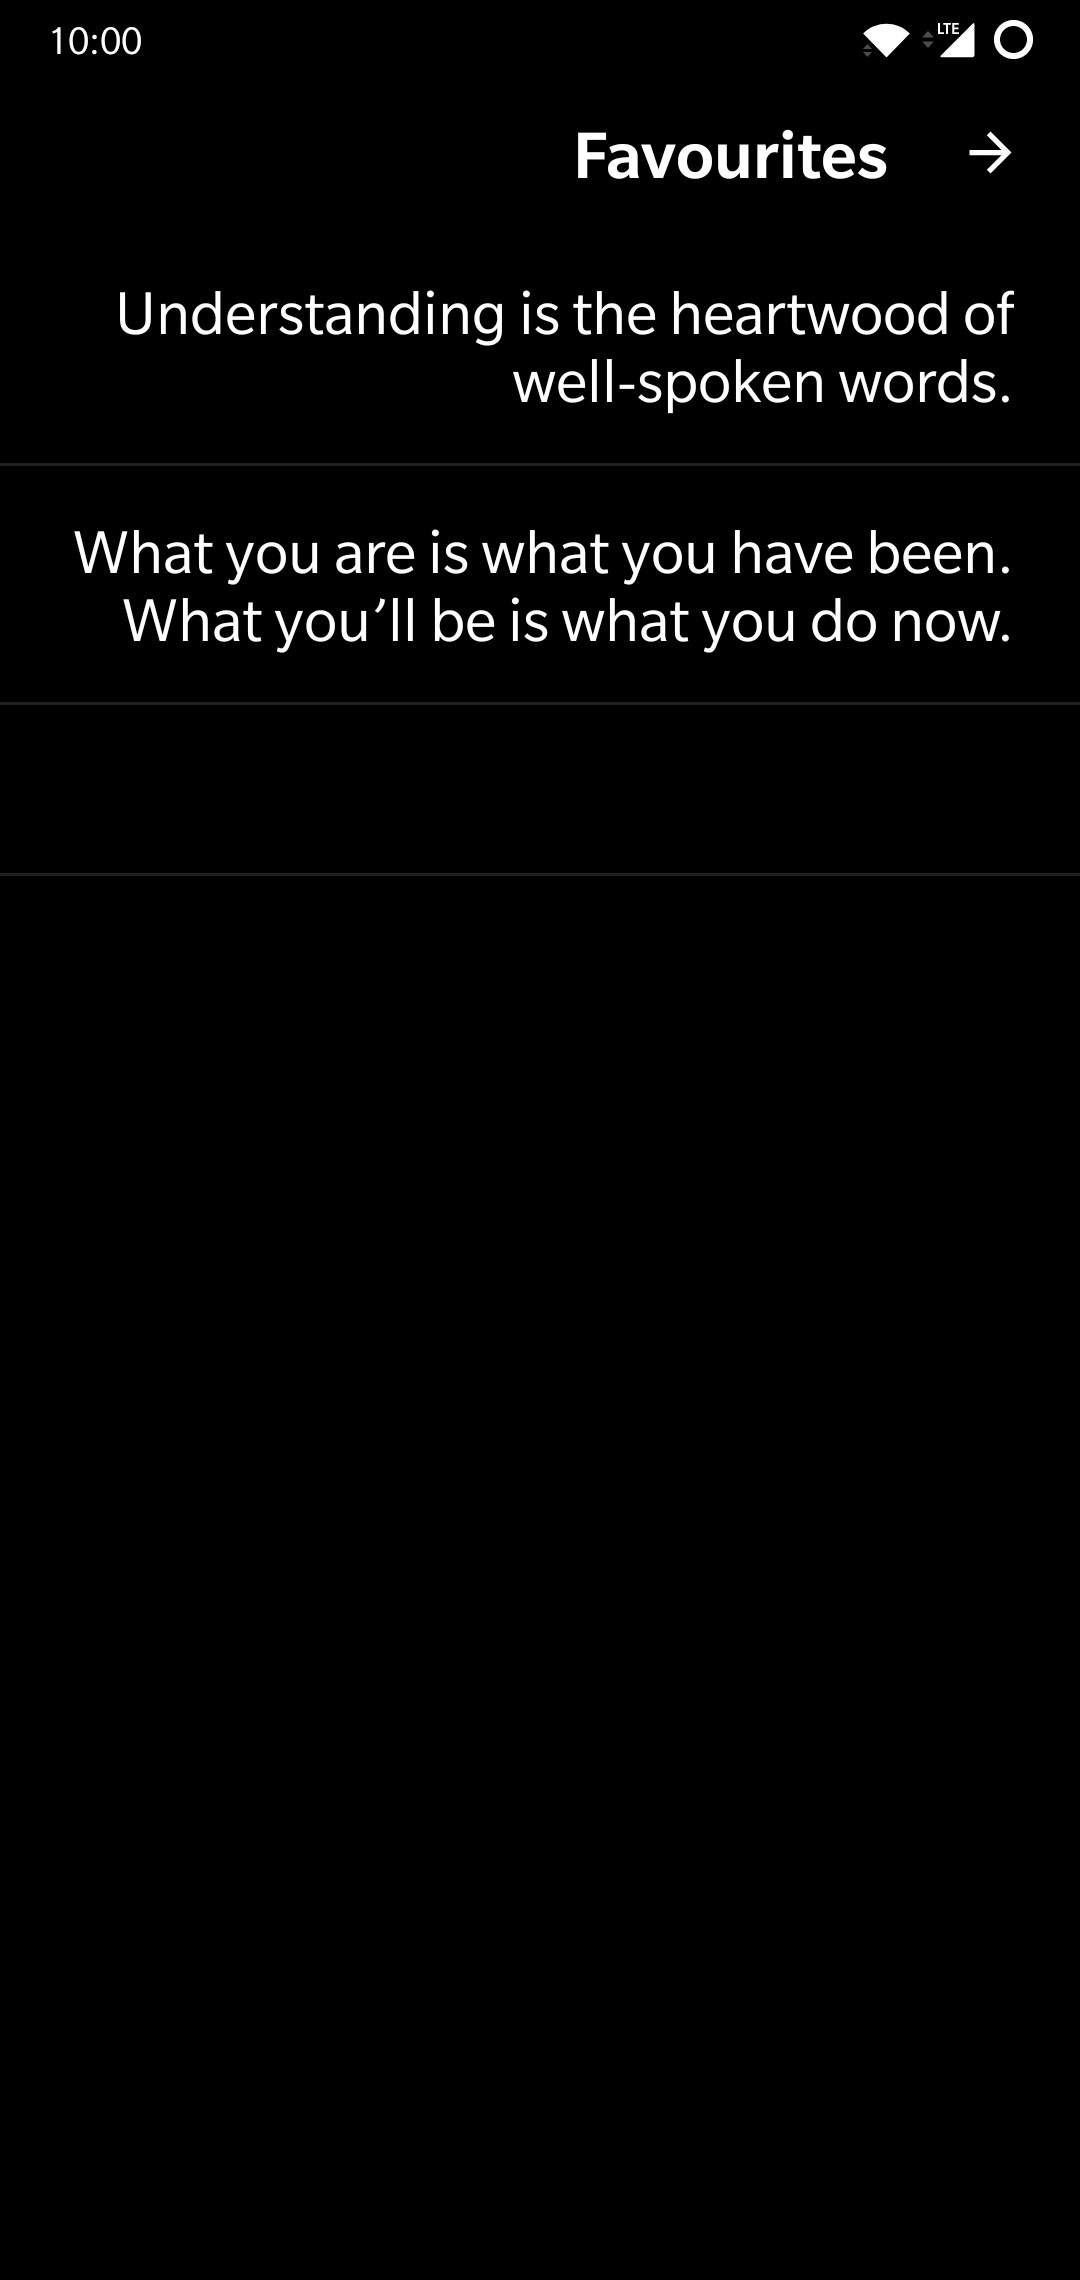 10:00
LTE
Favourites
Understanding is the heartwood of
well-spoken words.
What you are is what you have been.
What you’ll be is what you do now.